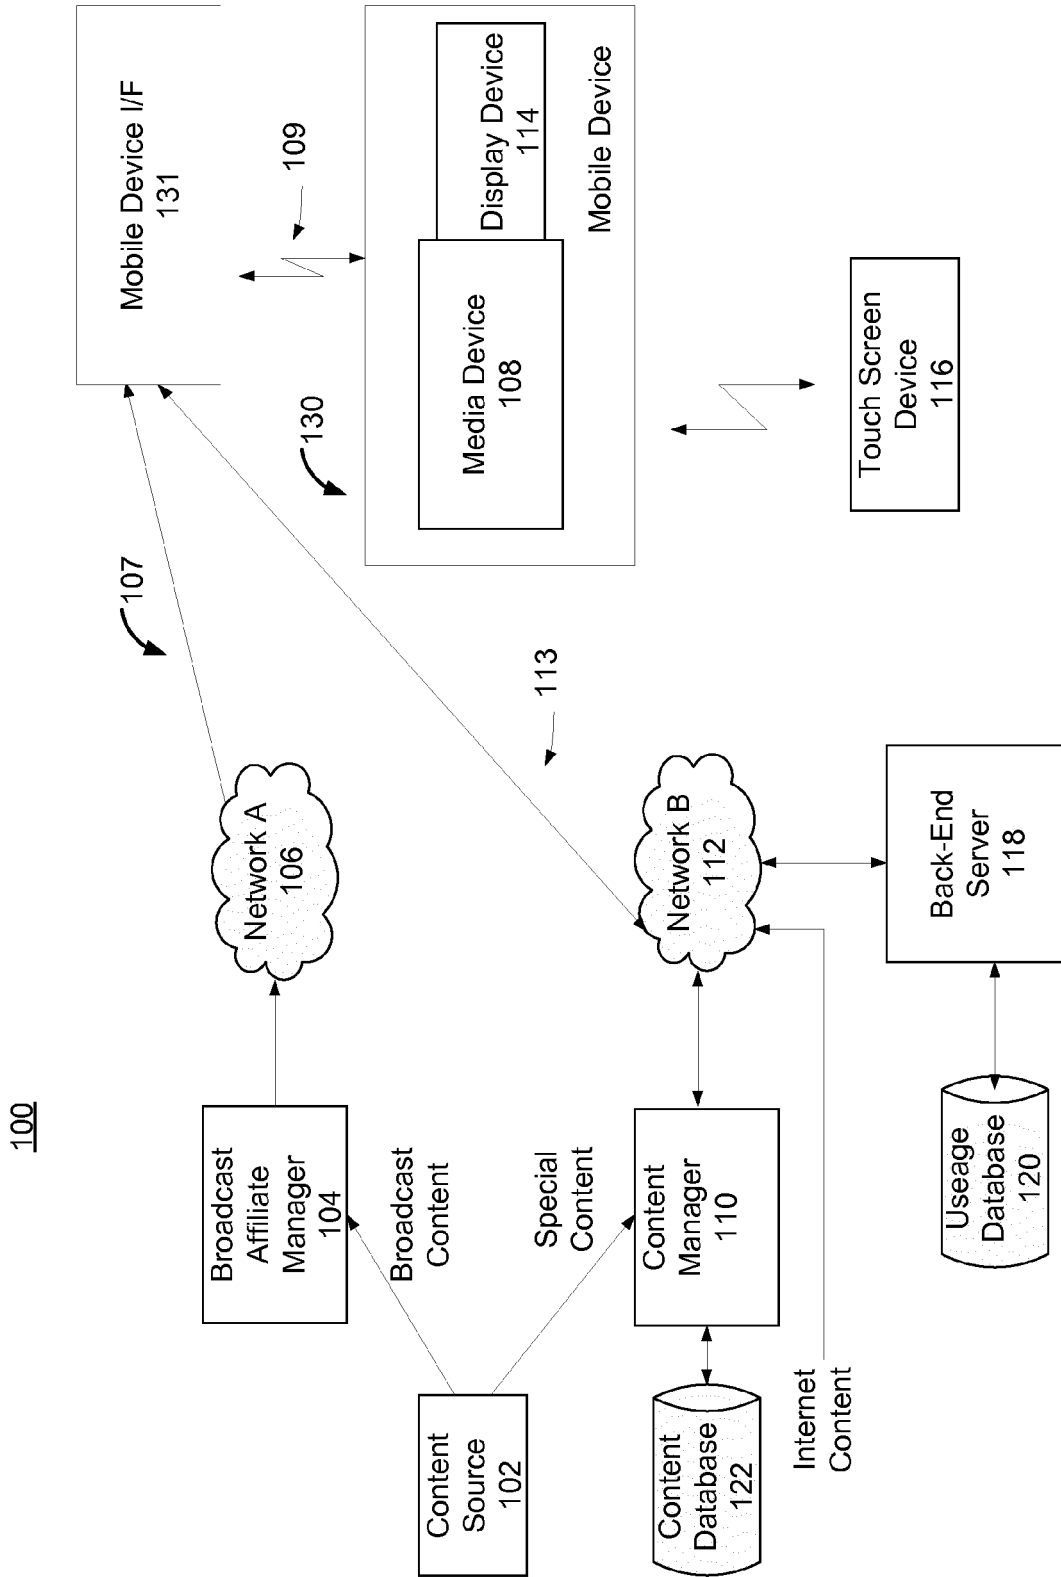 100
Content
Source
102
Broadcast
Affiliate
Manager
104
Broadcast
Content
Special
Content
Content
Manager
110
Content
Database
122
Internet
Content
Network A
106
107
Network B
112
113
Back-End
Server
118
Useage
Database
120
Mobile Device I/F
131
109
130
Media Device
108
Display Device
114
Mobile Device
Touch Screen
Device
116